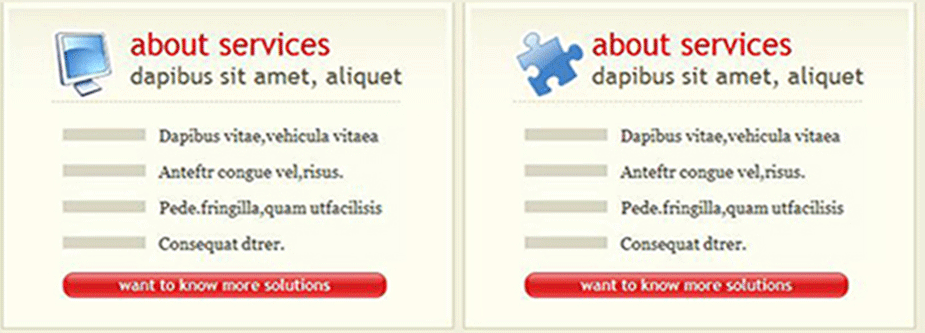 about services
dapibus sit amet, aliquet
Dapibus vitae,vehicula vitaea
Anteftr congue vel,risus.
Pede.fringilla,quam utfacilisis
Consequat dtrer.
want to know more solutions
about services
dapibus sit amet, aliquet
Dapibus vitae,vehicula vitaea
Anteftr congue vel,risus.
Pede.fringilla,quam utfacilisis
Consequat dtrer.
want to know more solutions